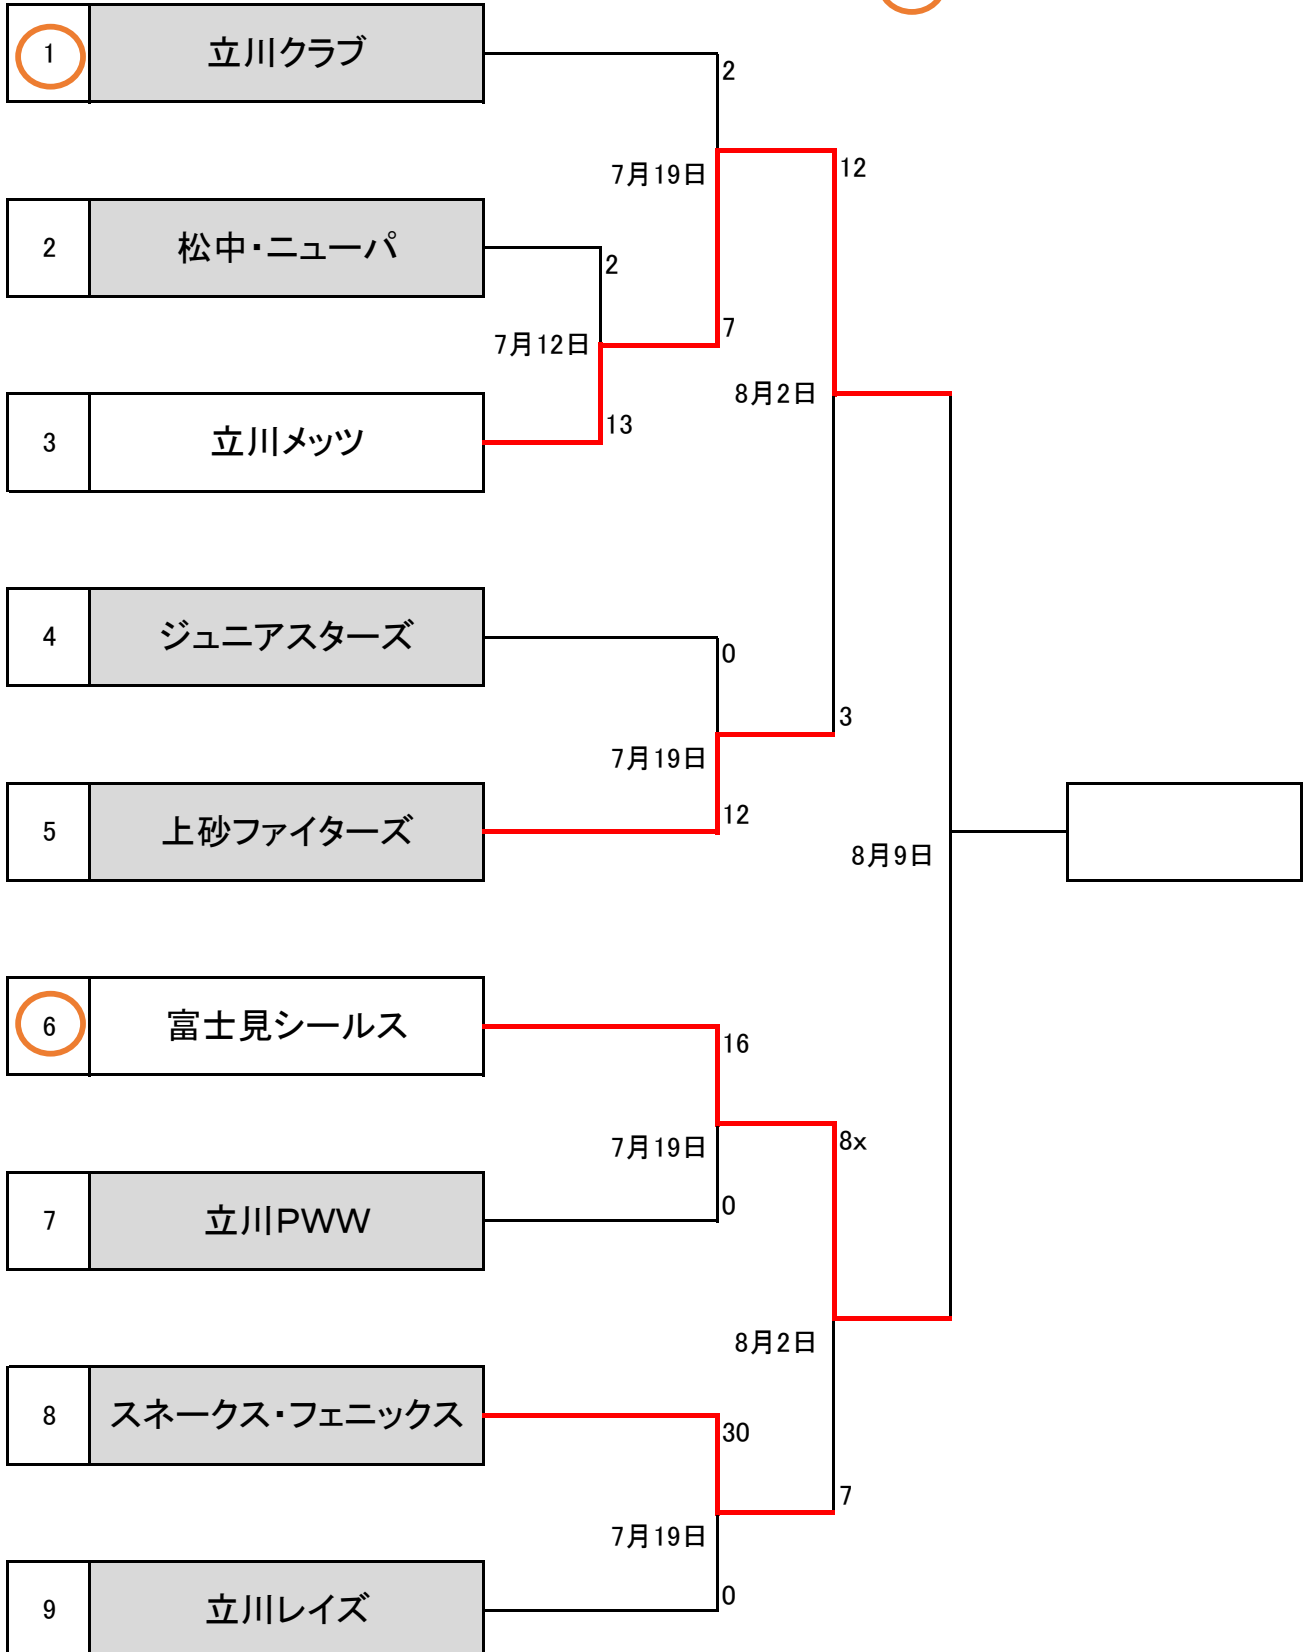 1 立川クラブ
2
7月19日
12
2 松中・ニューパ
2
7月12日
7
3 立川メッツ
13
8月2日
4 ジュニアスターズ
0
7月19日
3
5 上砂ファイターズ
12
8月9日
6 富士見シールス
16
7月19日
8x
7 立川PWW
0
8月2日
8 スネークス・フェニックス
30
7月19日
7
9 立川レイズ
0